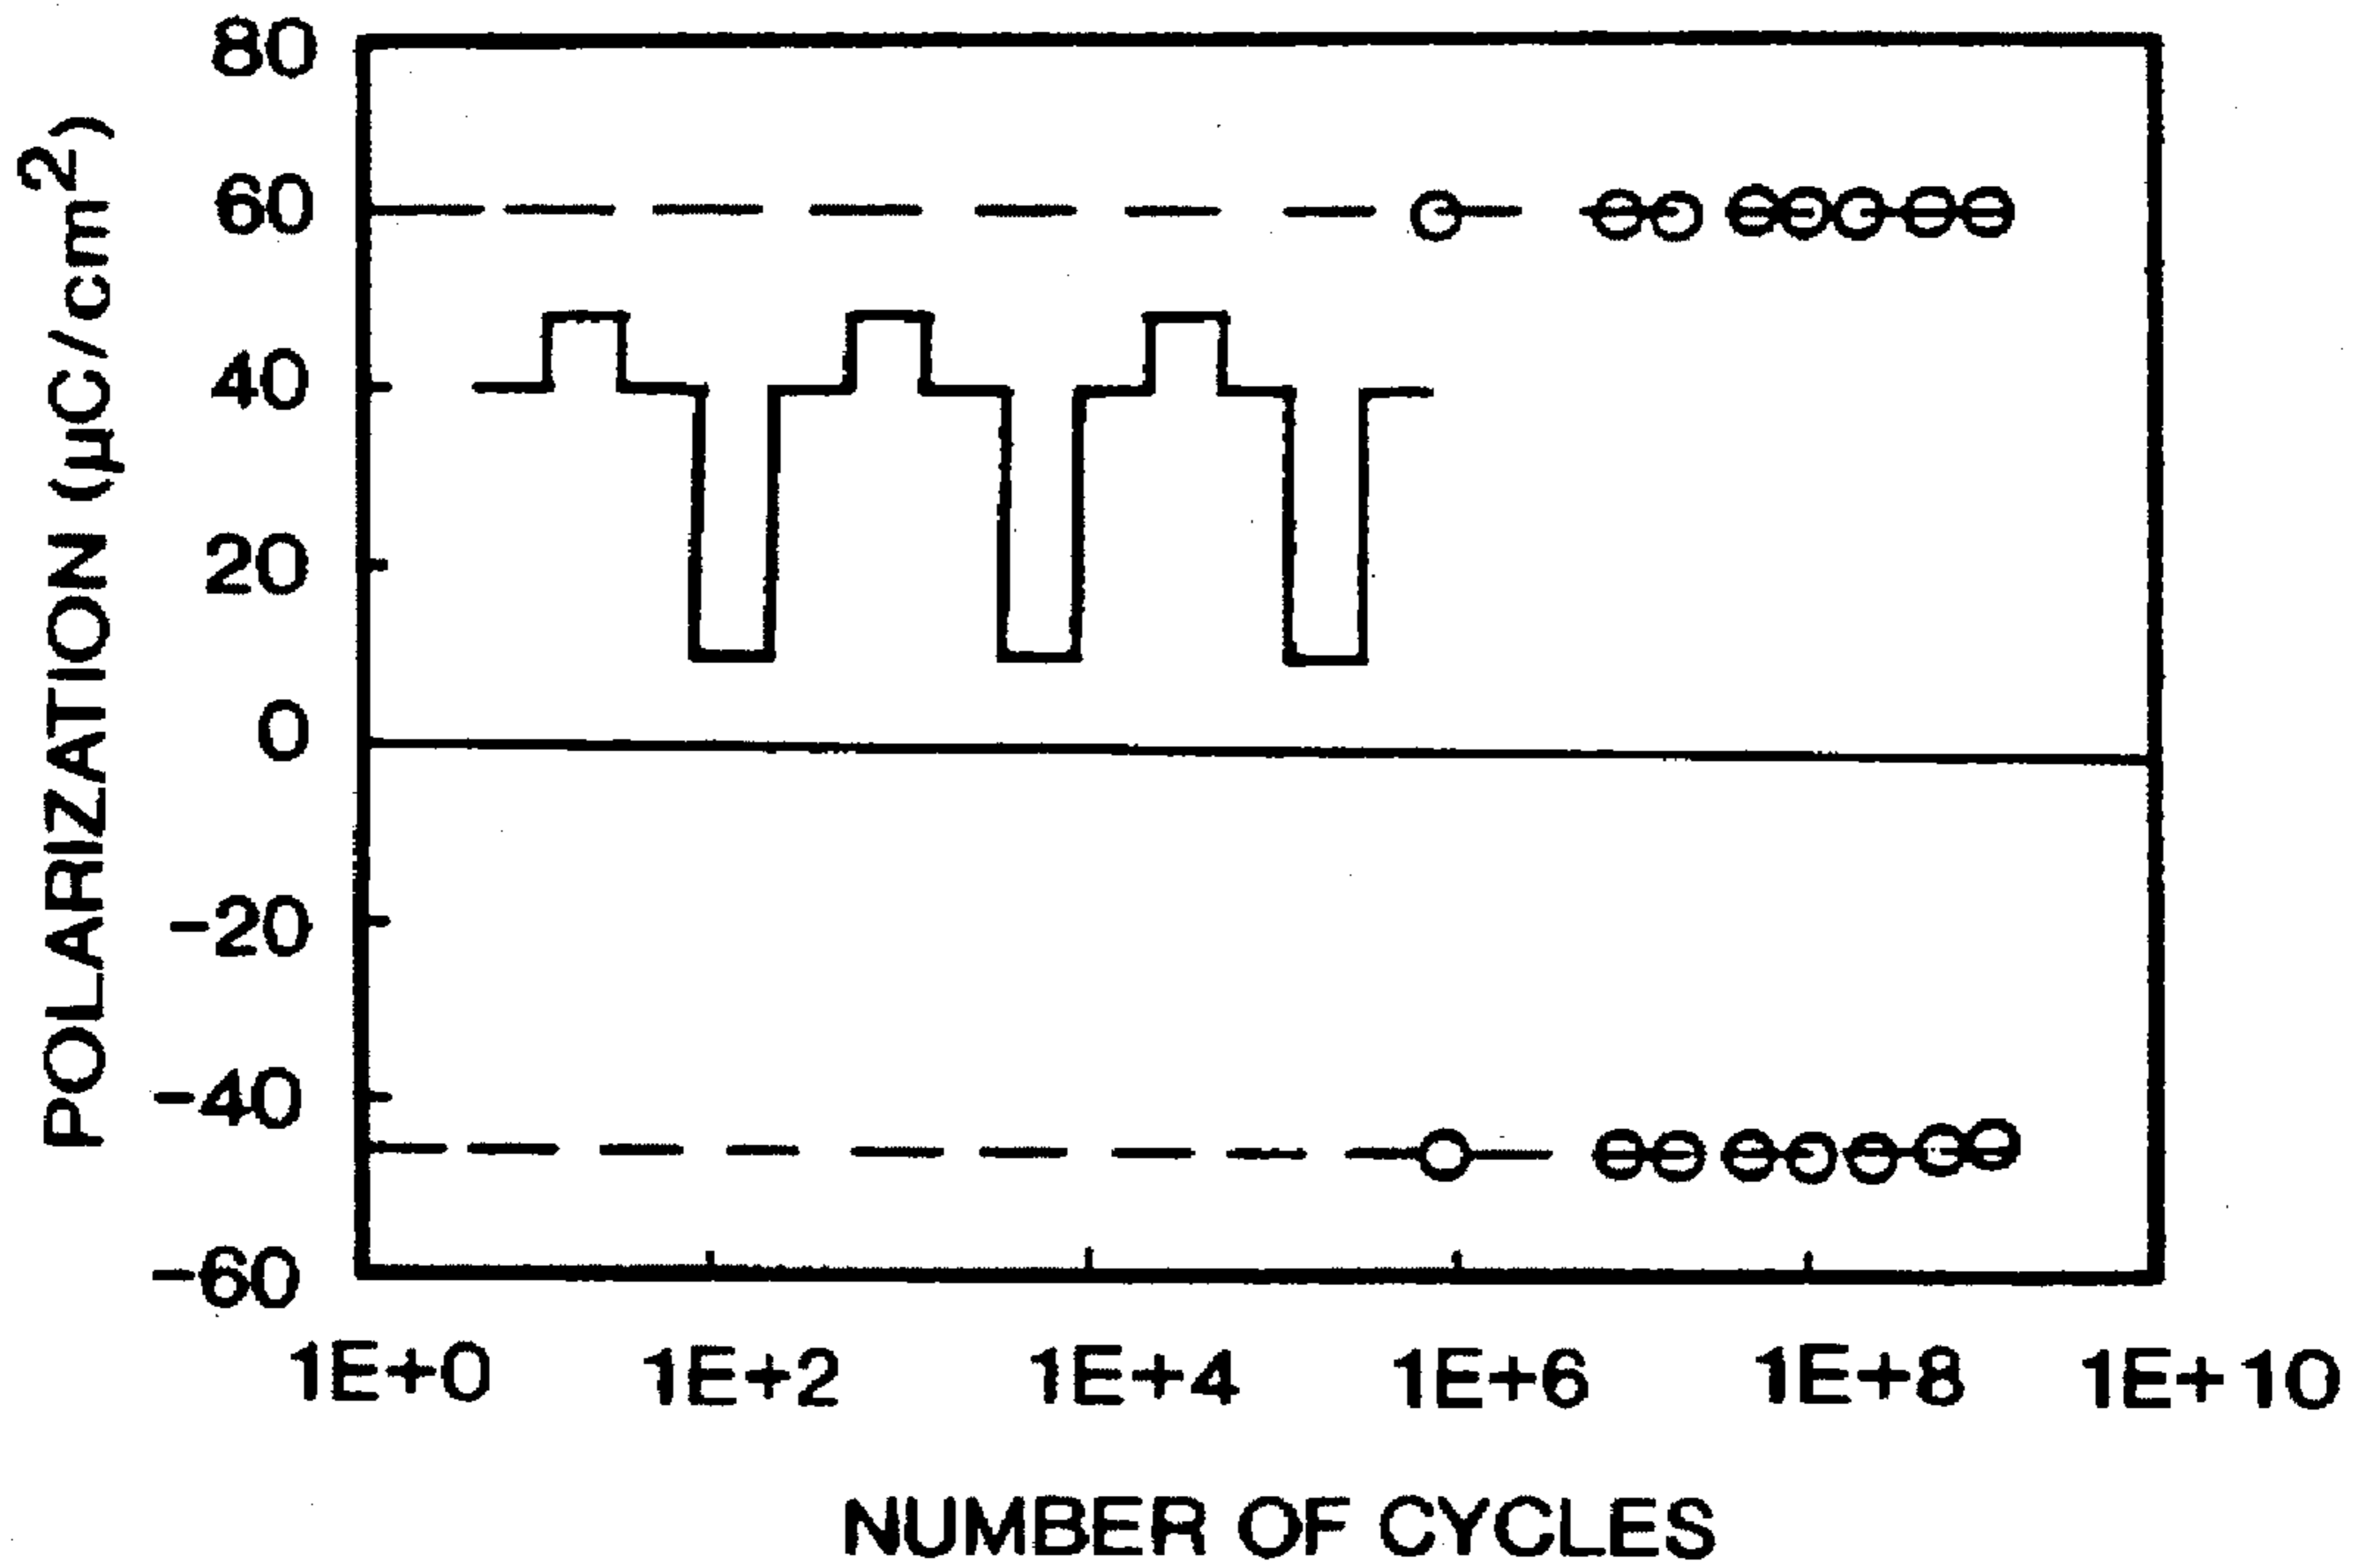 POLARIZATION (µC/cm²)
80
60
40
20
0
-20
-40
-60
1E+0 1E+2 1E+4 1E+6 1E+8 1E+10
NUMBER OF CYCLES